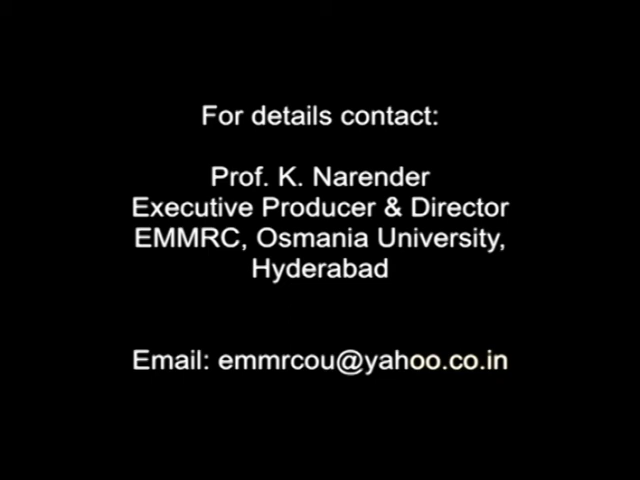 For details contact:
Prof. K. Narender
Executive Producer & Director
EMMRC, Osmania University,
Hyderabad
Email: emmrcou@yahoo.co.in